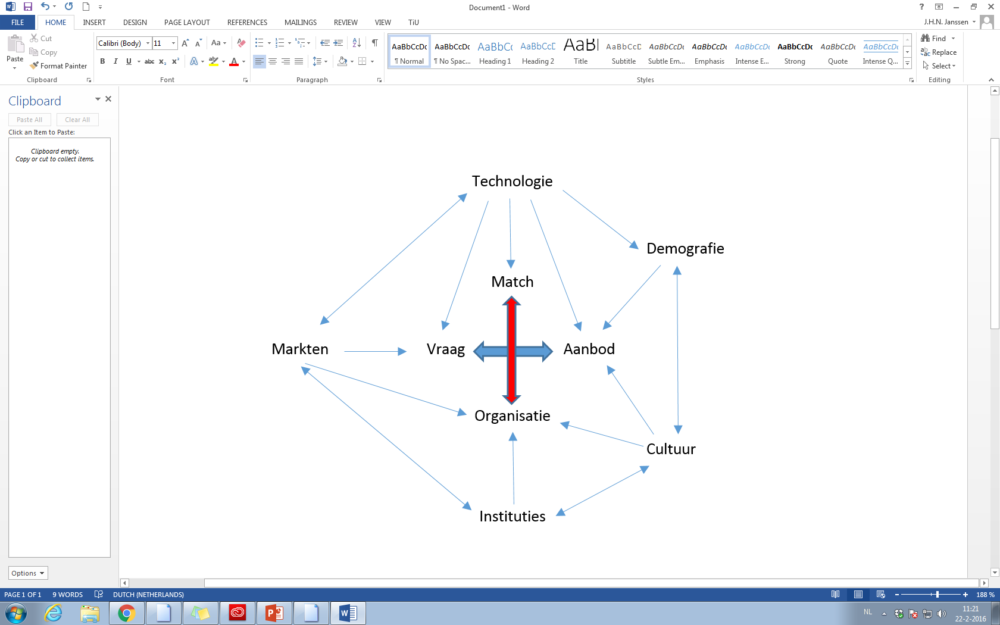 Document1 - Word
?
FILE HOME INSERT DESIGN PAGE LAYOUT REFERENCES MAILINGS REVIEW VIEW TiU
J.H.N. Janssen
Paste
Cut
Copy
Format Painter
Clipboard
Calibri (Body) 11
Font
Paragraph
AaBbCcDc AaBbCcDc AaBbCc AaBbCcD AaBl AaBbCcD AaBbCcDc AaBbCcDc AaBbCcDc AaBbCcDc AaBbCcDc AaBbCcDc
¶ Normal ¶ No Spac... Heading 1 Heading 2 Title Subtitle Subtle Em... Emphasis Intense E... Strong Quote Intense Q...
Styles
Find
Replace
Select
Editing
Clipboard
Paste All Clear All
Click an Item to Paste:
Clipboard empty.
Copy or cut to collect items.
Options
Technologie
Demografie
Match
Markten
Vraag
Aanbod
Organisatie
Cultuur
Instituties
PAGE 1 OF 1 9 WORDS DUTCH (NETHERLANDS)
188 %
NL
11:21
22-2-2016